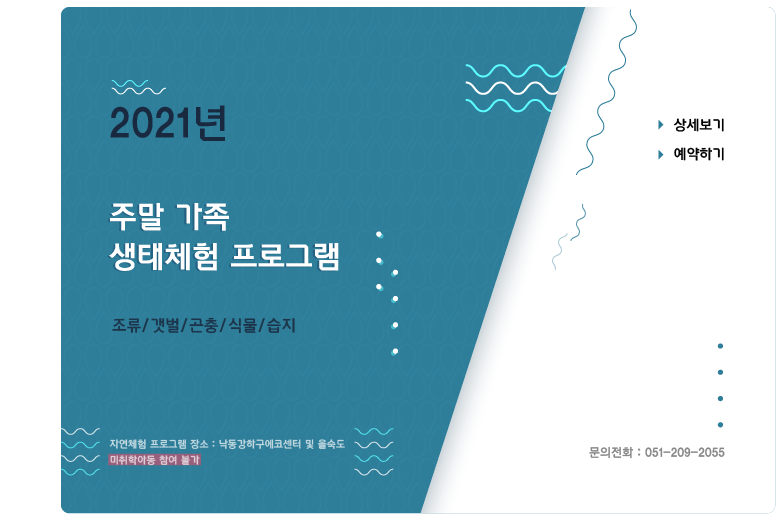 2021년
주말 가족
생태체험 프로그램
조류/갯벌/곤충/식물/습지
자연체험 프로그램 장소 : 낙동강하구에코센터 및 을숙도
미취학아동 참여 불가
상세보기
예약하기
문의전화 : 051-209-2055